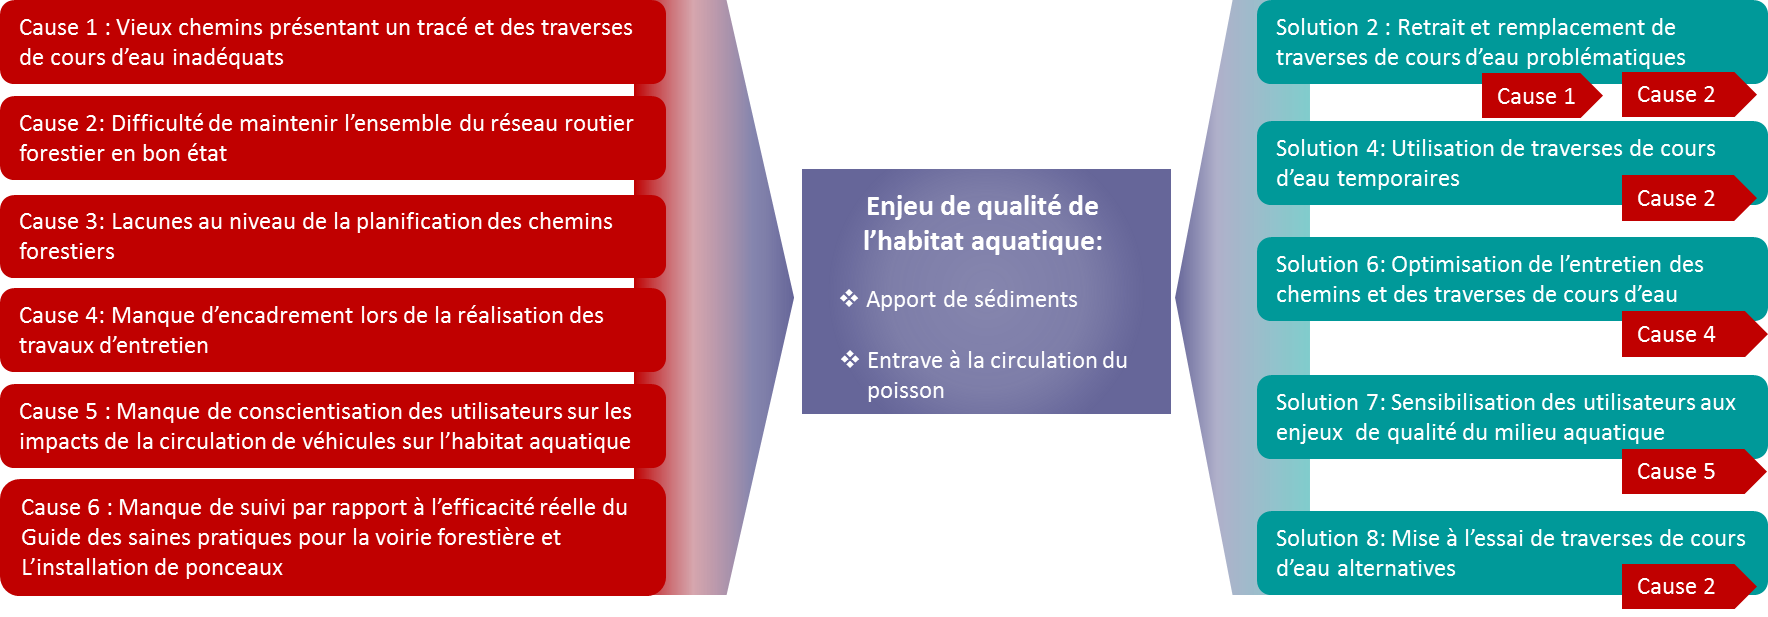 Cause 1 : Vieux chemins présentant un tracé et des traverses
de cours d’eau inadéquats
Cause 2: Difficulté de maintenir l’ensemble du réseau routier
forestier en bon état
Cause 3: Lacunes au niveau de la planification des chemins
forestiers
Cause 4: Manque d’encadrement lors de la réalisation des
travaux d’entretien
Cause 5 : Manque de conscientisation des utilisateurs sur les
impacts de la circulation de véhicules sur l’habitat aquatique
Cause 6 : Manque de suivi par rapport à l’efficacité réelle du
Guide des saines pratiques pour la voirie forestière et
L’installation de ponceaux
Enjeu de qualité de
l’habitat aquatique:
❖ Apport de sédiments
❖ Entrave à la circulation du
poisson
Solution 2 : Retrait et remplacement de
traverses de cours d’eau problématiques
Cause 1
Cause 2
Solution 4: Utilisation de traverses de cours
d’eau temporaires
Cause 2
Solution 6: Optimisation de l’entretien des
chemins et des traverses de cours d’eau
Cause 4
Solution 7: Sensibilisation des utilisateurs aux
enjeux  de qualité du milieu aquatique
Cause 5
Solution 8: Mise à l’essai de traverses de cours
d’eau alternatives
Cause 2